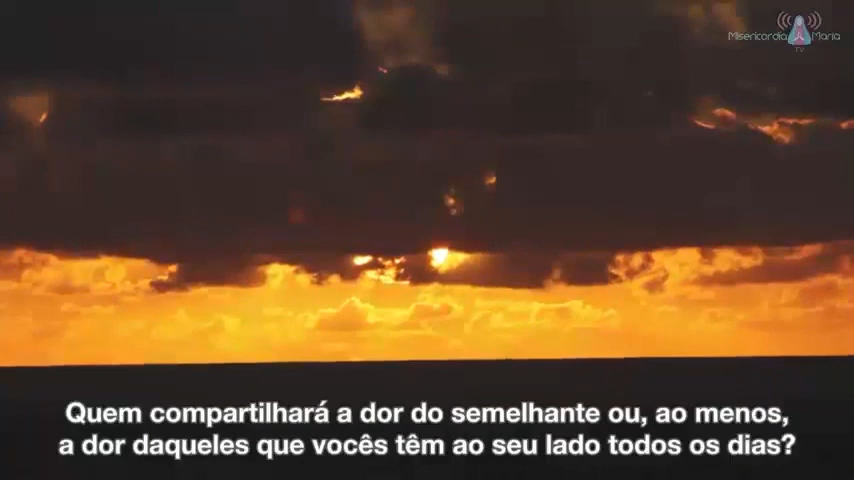 Misericordia Maria
TV
Quem compartilhará a dor do semelhante ou, ao menos,
a dor daqueles que vocês têm ao seu lado todos os dias?